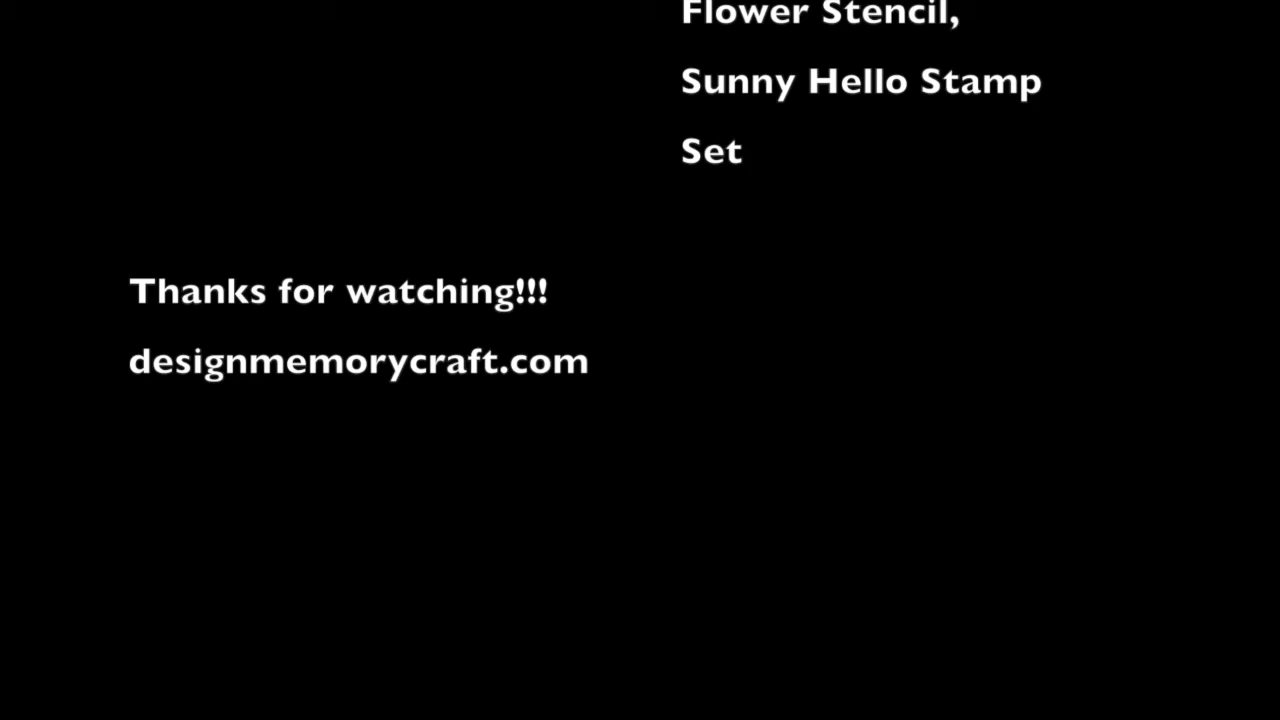 Flower Stencil,
Sunny Hello Stamp
Set
Thanks for watching!!!
designmemorycraft.com